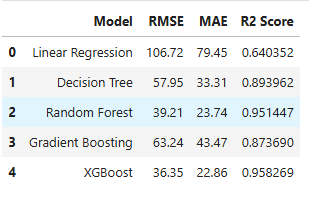 Model RMSE MAE R2 Score
0 Linear Regression 106.72 79.45 0.640352
1 Decision Tree 57.95 33.31 0.893962
2 Random Forest 39.21 23.74 0.951447
3 Gradient Boosting 63.24 43.47 0.873690
4 XGBoost 36.35 22.86 0.958269